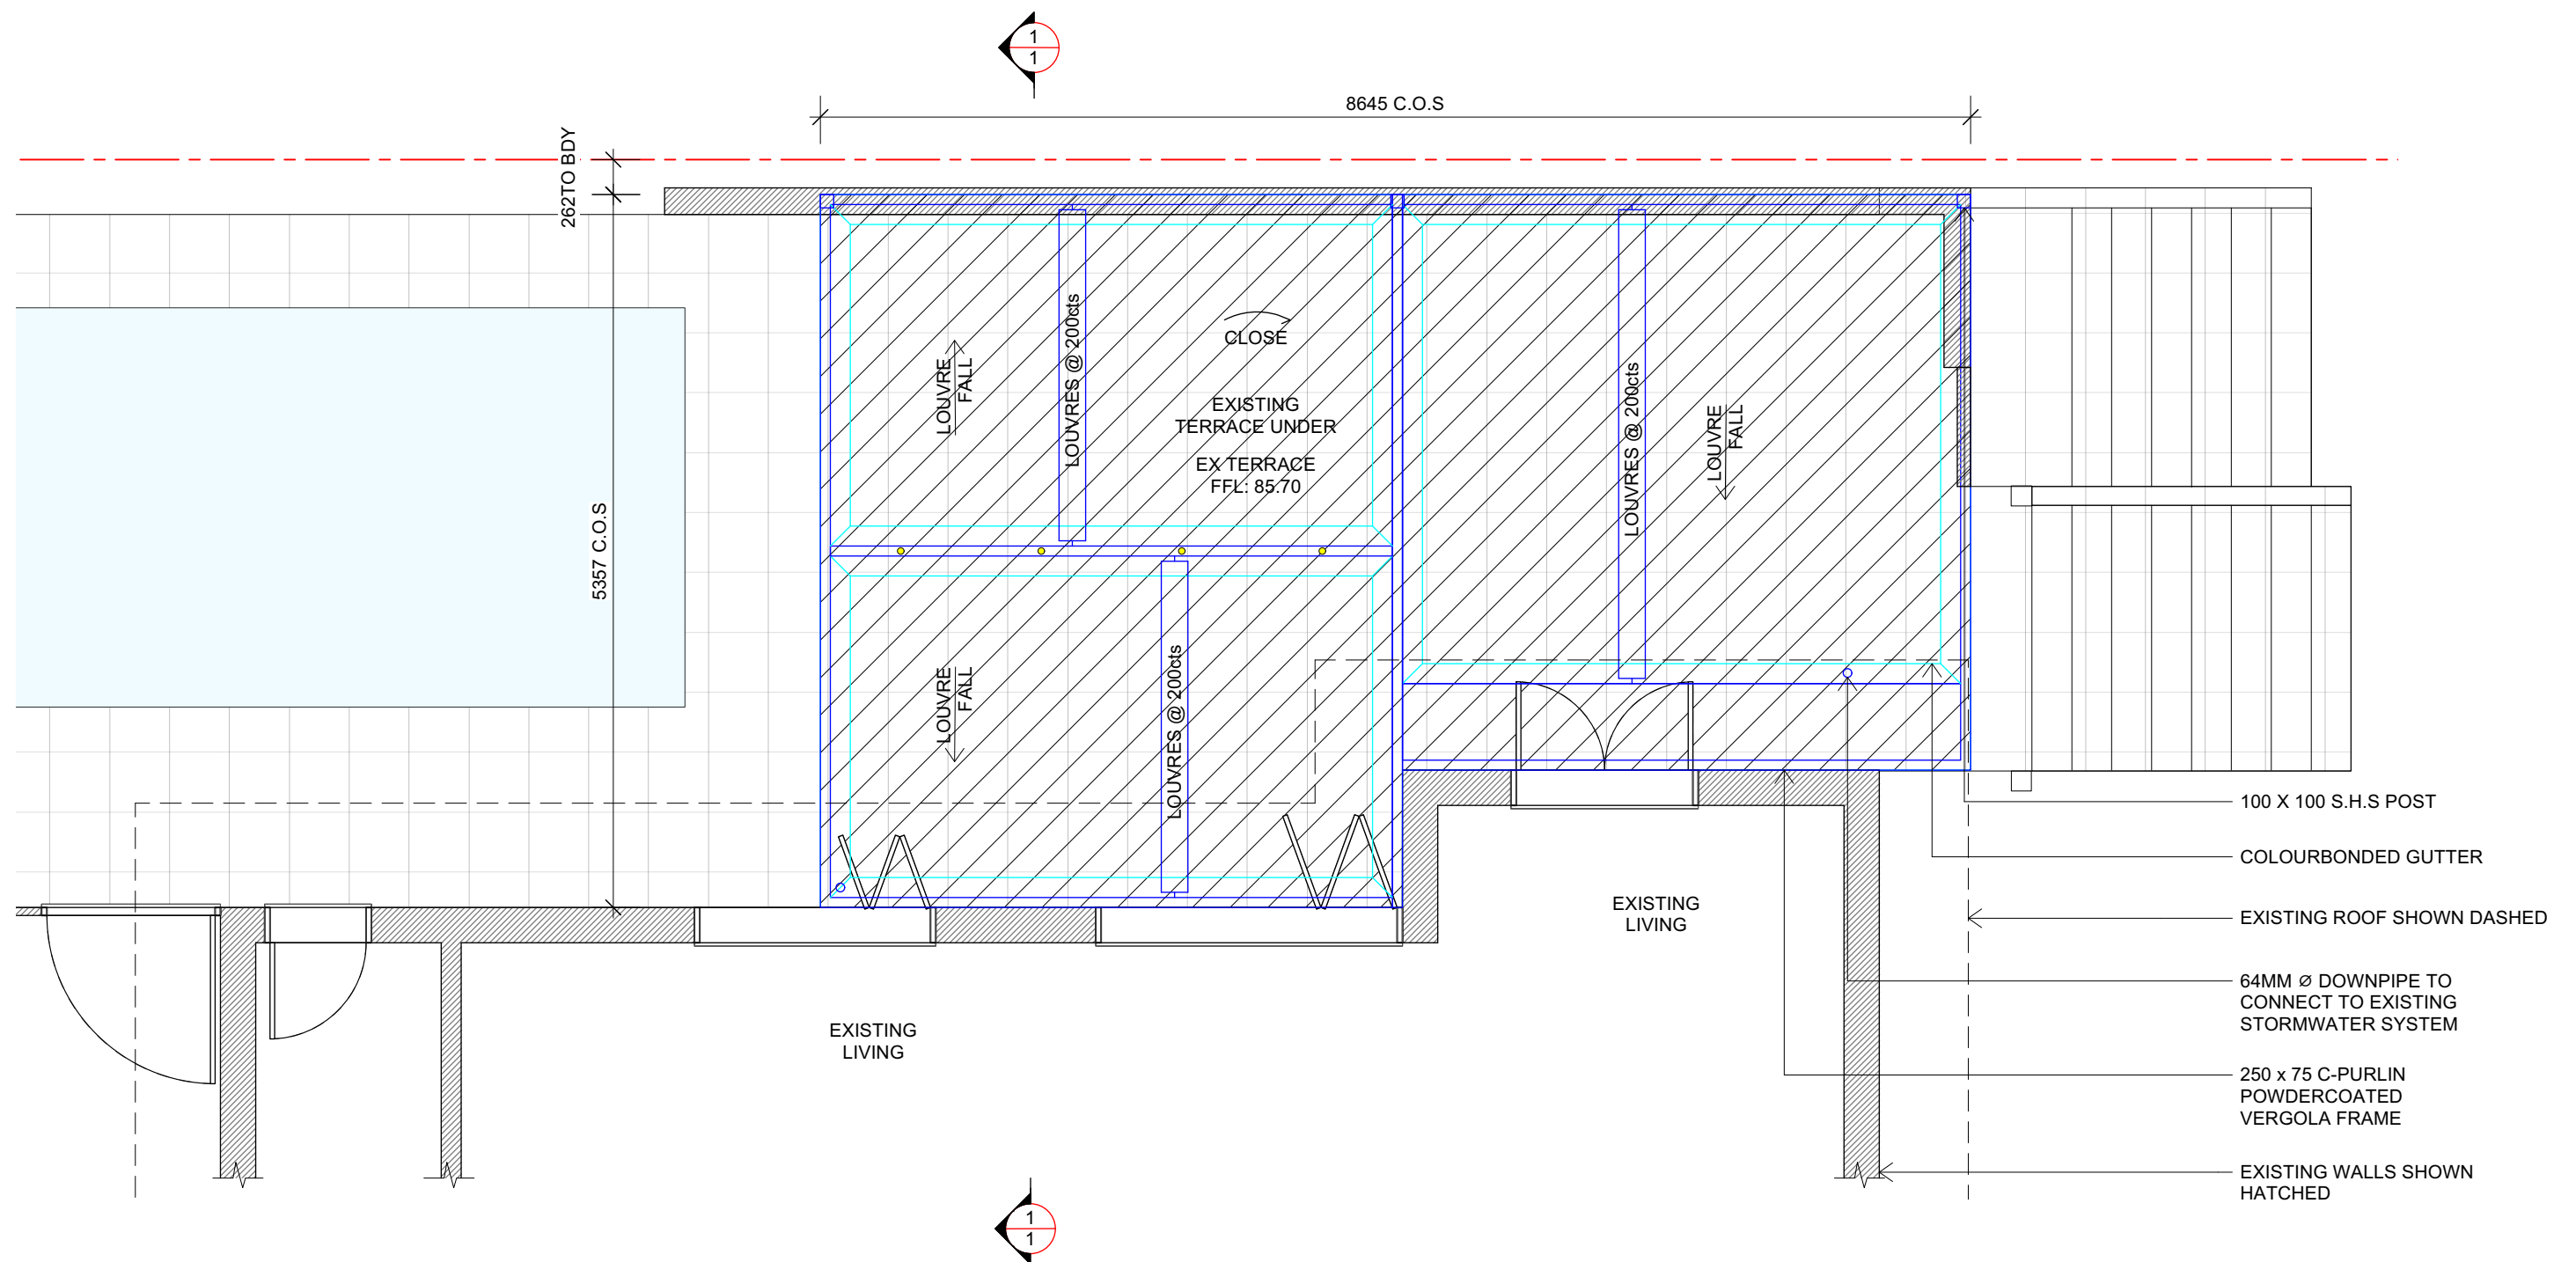 1
1
8645 C.O.S
262TO BDY
CLOSE
LOUVRE
FALL
LOUVRES @ 200cts
EXISTING
TERRACE UNDER
EX TERRACE
FFL: 85.70
LOUVRES @ 200cts
LOUVRE
FALL
5357 C.O.S
LOUVRE
FALL
LOUVRES @ 200cts
100 X 100 S.H.S POST
COLOURBONDED GUTTER
EXISTING
LIVING
EXISTING ROOF SHOWN DASHED
64MM Ø DOWNPIPE TO
CONNECT TO EXISTING
STORMWATER SYSTEM
EXISTING
LIVING
250 x 75 C-PURLIN
POWDERCOATED
VERGOLA FRAME
EXISTING WALLS SHOWN
HATCHED
1
1